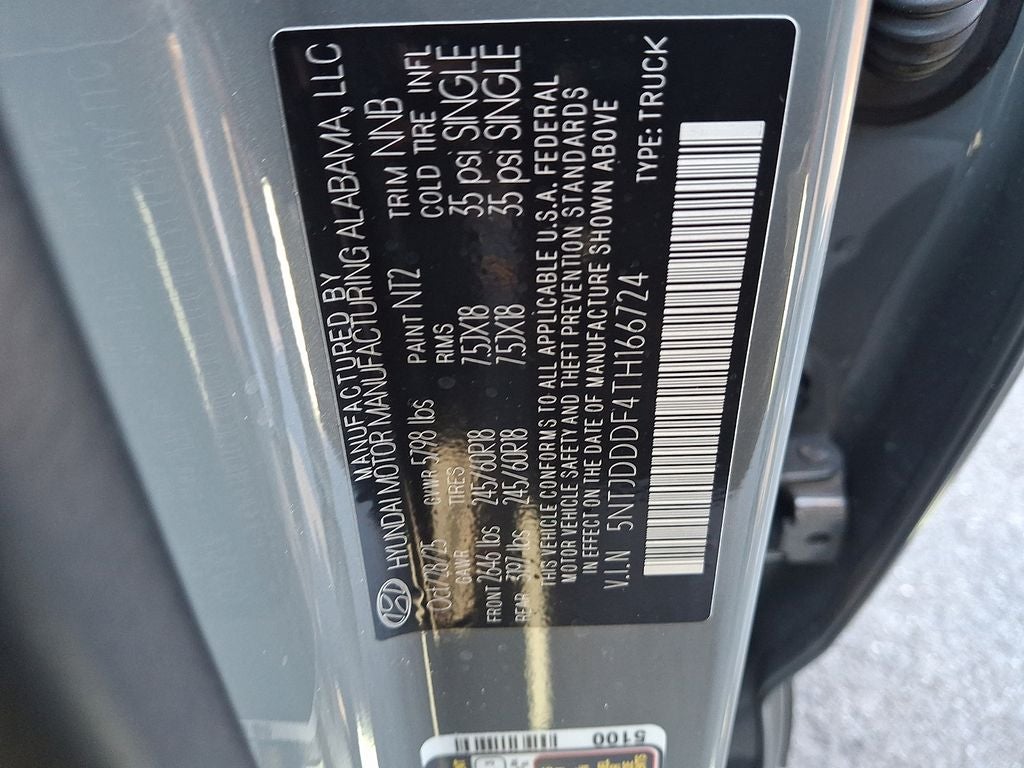 MANUFACTURED BY
HYUNDAI MOTOR MANUFACTURING ALABAMA, LLC
Oct/28/25 GVWR 5798 lbs PAINT NT2 TRIM NNB
GAWR TIRES RIMS COLD TIRE INFL
FRONT 2646 lbs 245/60R18 7.5JX18 35 psi SINGLE
REAR 3197 lbs 245/60R18 7.5JX18 35 psi SINGLE
THIS VEHICLE CONFORMS TO ALL APPLICABLE U.S.A. FEDERAL
MOTOR VEHICLE SAFETY AND THEFT PREVENTION STANDARDS
IN EFFECT ON THE DATE OF MANUFACTURE SHOWN ABOVE
V.I.N 5NTJDDDF4TH166724 TYPE: TRUCK
5100